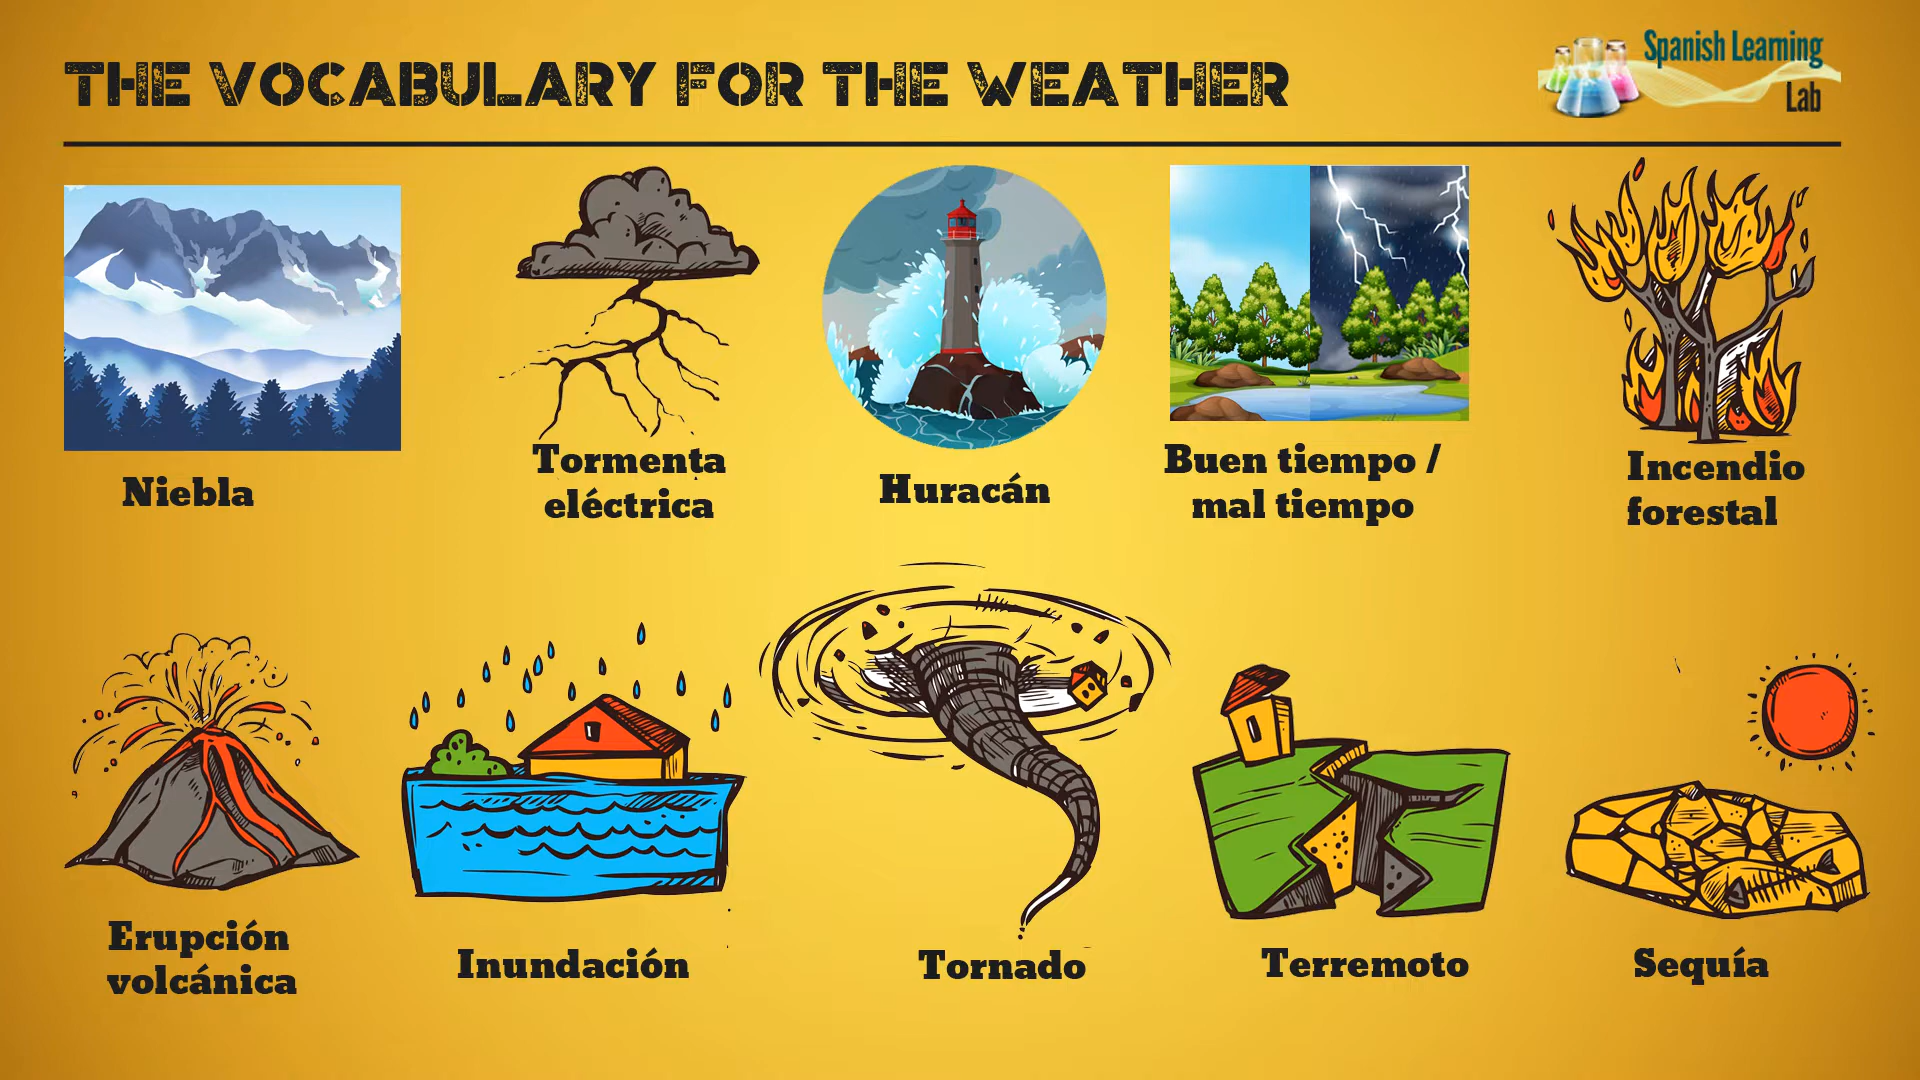 THE VOCABULARY FOR THE WEATHER
Spanish Learning
Lab
Niebla
Tormenta
eléctrica
Huracán
Buen tiempo /
mal tiempo
Incendio
forestal
Erupción
volcánica
Inundación
Tornado
Terremoto
Sequía